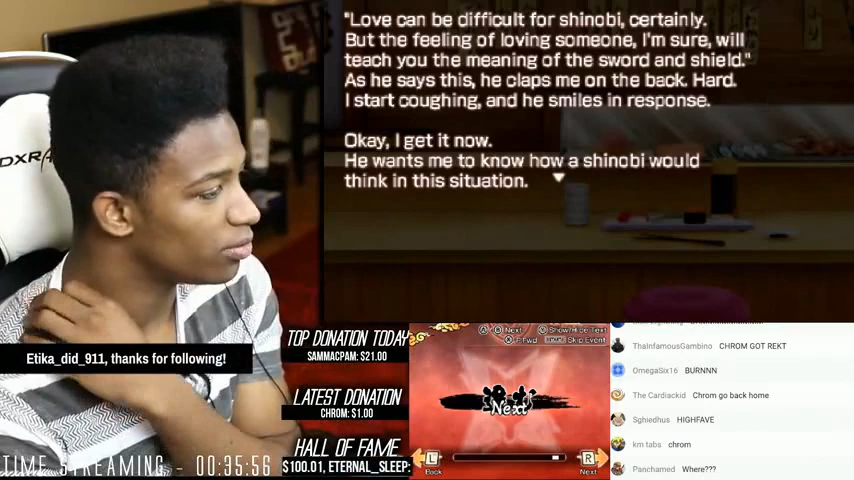 "Love can be difficult for shinobi, certainly.
But the feeling of loving someone, I'm sure, will
teach you the meaning of the sword and shield."
As he says this, he claps me on the back. Hard.
I start coughing, and he smiles in response.
Okay, I get it now.
He wants me to know how a shinobi would
think in this situation.
DXR
Etika_did_911, thanks for following!
TIME STREAMING - 00:35:56
TOP DONATION TODAY
SAMMACPAM: $21.00
LATEST DONATION
CHROM: $1.00
HALL OF FAME
$100.01, ETERNAL_SLEEP:
Next
Show/Hide Text
FFwd
Skip Event
Next
L
Back
R
Next
ThaInfamousGambino CHROM GOT REKT
OmegaSix16 BURNNN
The Cardiackid Chrom go back home
Sghiedhus HIGHFAVE
km tabs chrom
Panchamed Where???